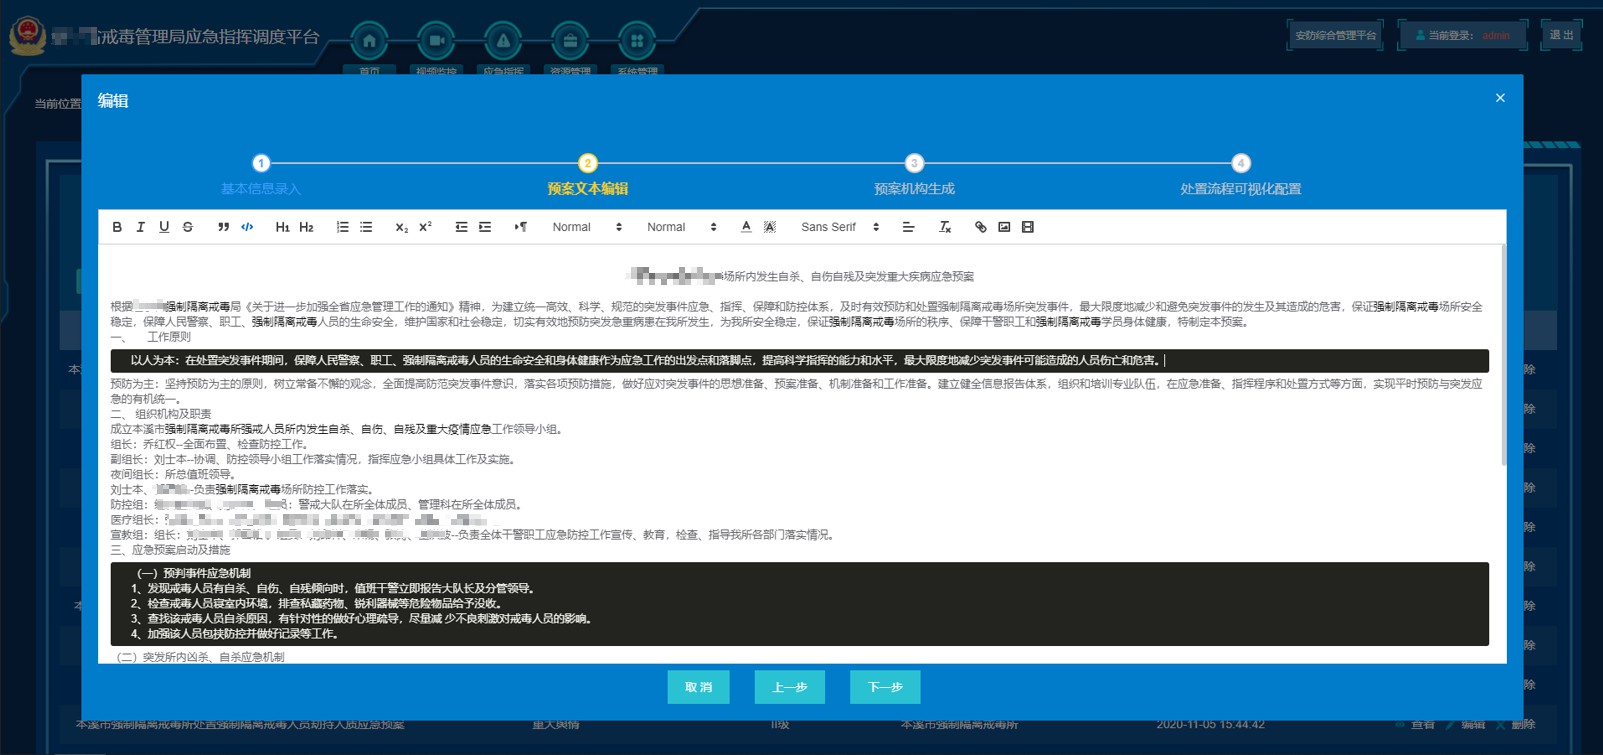 戒毒管理局应急指挥调度平台
首页 视频监控 应急指挥 资源管理 系统管理
安防综合管理平台 当前登录： admin 退 出
当前位置
编辑
1 2 3 4
基本信息录入 预案文本编辑 预案机构生成 处置流程可视化配置
B I U S H1 H2 X2 X2 Normal Normal A A Sans Serif
场所内发生自杀、自伤自残及突发重大疾病应急预案
根据 强制隔离戒毒局《关于进一步加强全省应急管理工作的通知》精神，为建立统一高效、科学、规范的突发事件应急、指挥、保障和防控体系，及时有效预防和处置强制隔离戒毒场所突发事件，最大限度地减少和避免突发事件的发生及其造成的危害，保证强制隔离戒毒场所安全
稳定，保障人民警察、职工、强制隔离戒毒人员的生命安全，维护国家和社会稳定，切实有效地预防突发急重病患在我所发生，为我所安全稳定，保证强制隔离戒毒场所的秩序、保障干警职工和强制隔离戒毒学员身体健康，特制定本预案。
一、 工作原则
以人为本：在处置突发事件期间，保障人民警察、职工、强制隔离戒毒人员的生命安全和身体健康作为应急工作的出发点和落脚点，提高科学指挥的能力和水平，最大限度地减少突发事件可能造成的人员伤亡和危害。
预防为主：坚持预防为主的原则，树立常备不懈的观念，全面提高防范突发事件意识，落实各项预防措施，做好应对突发事件的思想准备、预案准备、机制准备和工作准备。建立健全信息报告体系，组织和培训专业队伍，在应急准备、指挥程序和处置方式等方面，实现平时预防与突发应
急的有机统一。
二、 组织机构及职责
成立本溪市强制隔离戒毒所强戒人员所内发生自杀、自伤、自残及重大疫情应急工作领导小组。
组长：乔红权--全面布置、检查防控工作。
副组长：刘士本--协调、防控领导小组工作落实情况，指挥应急小组具体工作及实施。
夜间组长：所总值班领导。
刘士本、 -负责强制隔离戒毒场所防控工作落实。
防控组： ：警戒大队在所全体成员、管理科在所全体成员。
医疗组长：
宣教组：组长： --负责全体干警职工应急防控工作宣传、教育，检查、指导我所各部门落实情况。
三、应急预案启动及措施
（一）预判事件应急机制
1、发现戒毒人员有自杀、自伤、自残倾向时，值班干警立即报告大队长及分管领导。
2、检查戒毒人员寝室内环境，排查私藏药物、锐利器械等危险物品给予没收。
3、查找该戒毒人员自杀原因，有针对性的做好心理疏导，尽量减 少不良刺激对戒毒人员的影响。
4、加强该人员包挟防控并做好记录等工作。
（二）突发所内凶杀、自杀应急机制
取 消 上一步 下一步
本溪市强制隔离戒毒所处置强制隔离戒毒人员劫持人质应急预案 重大舆情 II级 本溪市强制隔离戒毒所 2020-11-05 15:44:42 查看 编辑 删除